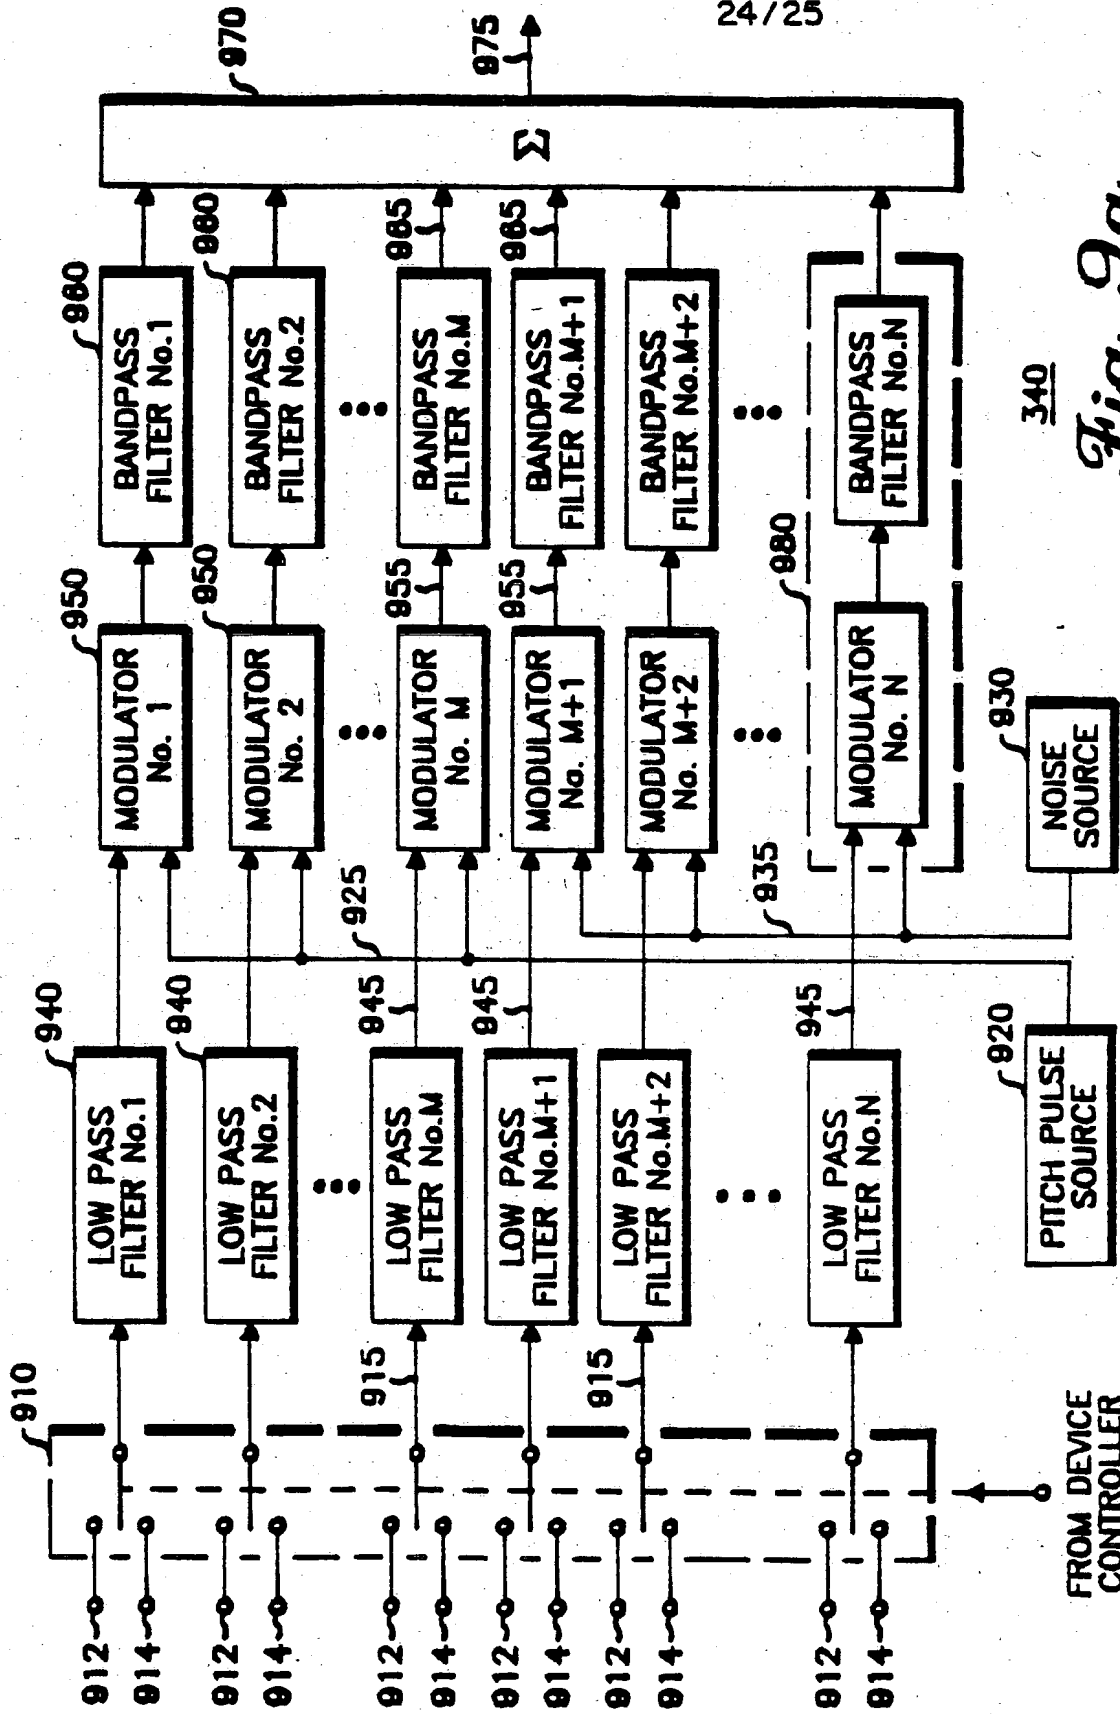 24/25
910
912
914
912
914
912
914
912
914
912
914
912
914
FROM DEVICE
CONTROLLER
915
915
940
LOW PASS
FILTER No.1
940
LOW PASS
FILTER No.2
LOW PASS
FILTER No.M
LOW PASS
FILTER No.M+1
LOW PASS
FILTER No.M+2
LOW PASS
FILTER No.N
945
945
945
920
PITCH PULSE
SOURCE
925
935
930
NOISE
SOURCE
950
MODULATOR
No. 1
950
MODULATOR
No. 2
MODULATOR
No. M
MODULATOR
No. M+1
MODULATOR
No. M+2
980
MODULATOR
No. N
955
955
960
BANDPASS
FILTER No.1
960
BANDPASS
FILTER No.2
BANDPASS
FILTER No.M
BANDPASS
FILTER No.M+1
BANDPASS
FILTER No.M+2
BANDPASS
FILTER No.N
965
965
970
Σ
975
340
Fig. 9a